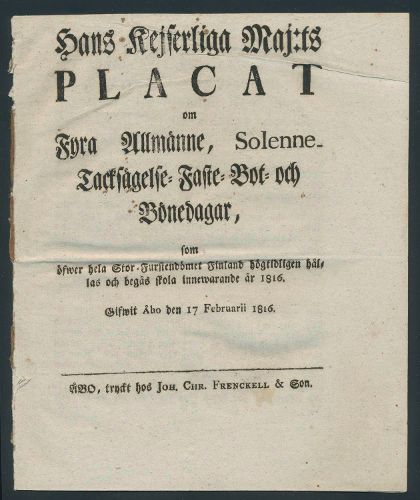 Hans Kejserliga Maj:ts
PLACAT
om
Fyra Allmänne, Solenne-
Tacksägelse- Faste- Bot- och
Bönedagar,
som
öfwer hela Stor-Furstendömet Finland högtidligen hål-
las och begås skola innewarande år 1816.
Gifwit Åbo den 17 Februarii 1816.
ÅBO, tryckt hos JOH. CHR. FRENCKELL & Son.